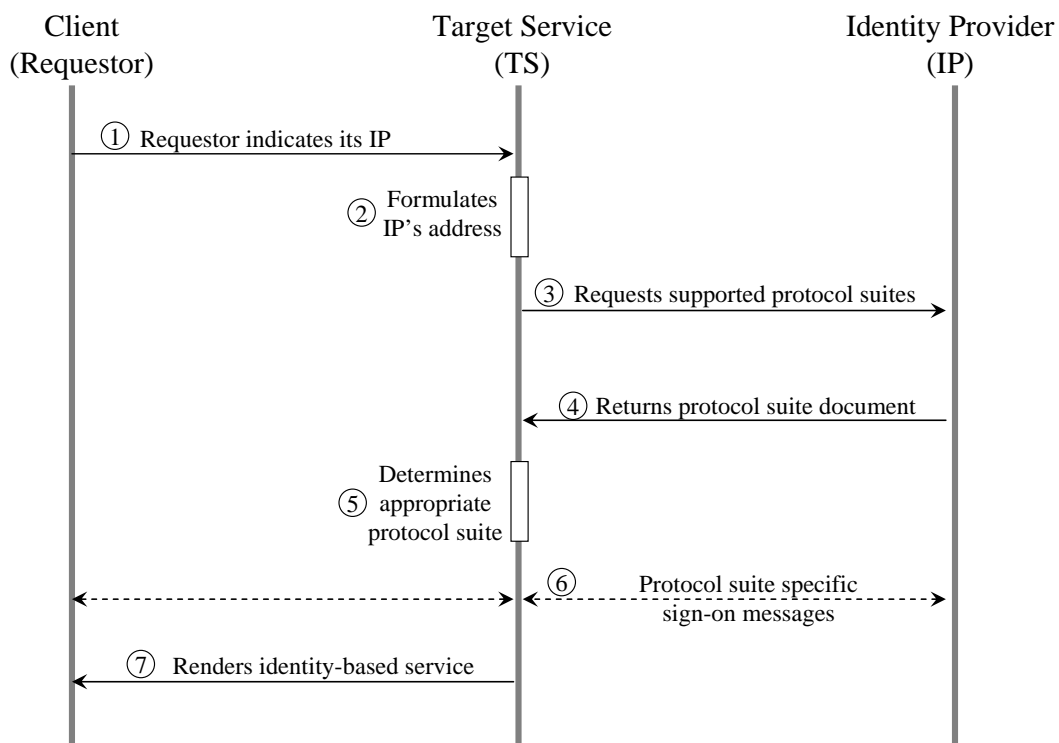 Client
(Requestor)
Target Service
(TS)
Identity Provider
(IP)
① Requestor indicates its IP
② Formulates
IP's address
③ Requests supported protocol suites
④ Returns protocol suite document
Determines
⑤ appropriate
protocol suite
⑥ Protocol suite specific
sign-on messages
⑦ Renders identity-based service